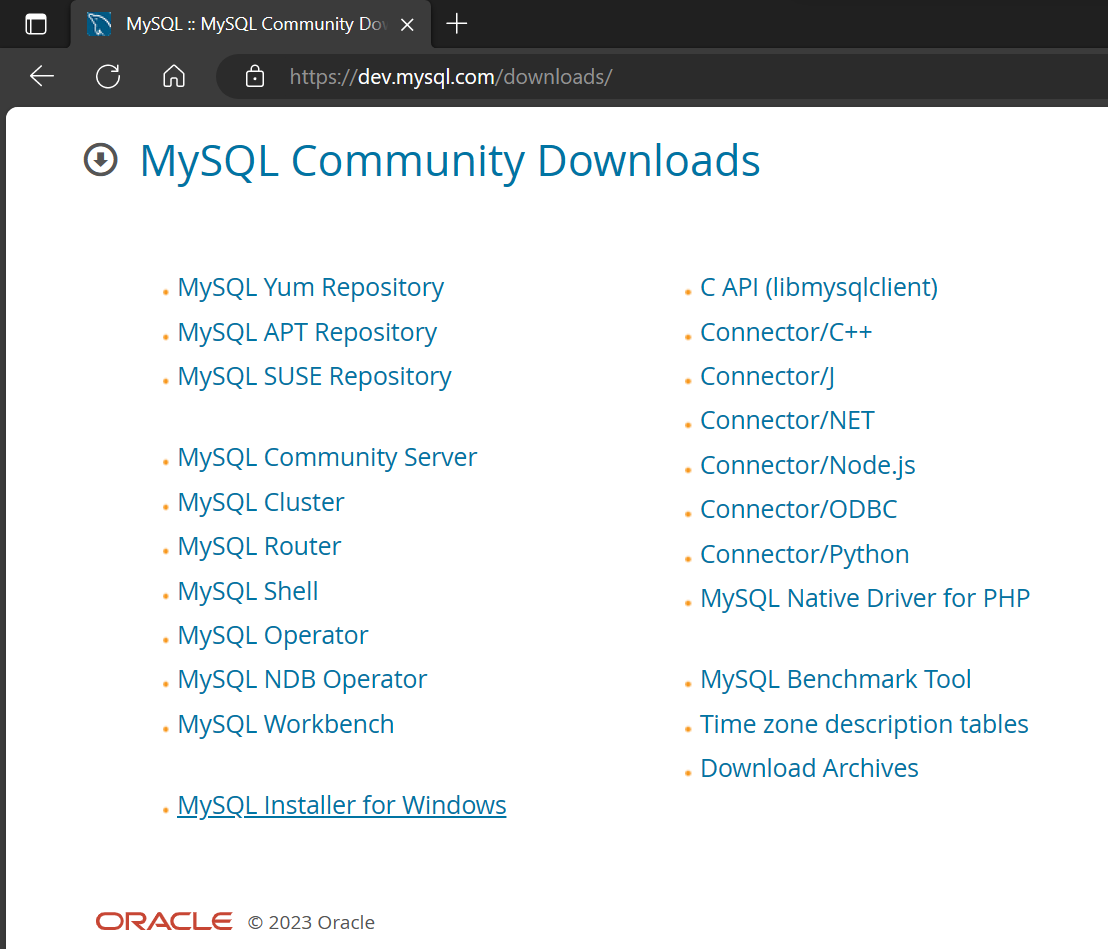 MySQL :: MySQL Community Dov
https://dev.mysql.com/downloads/
MySQL Community Downloads
MySQL Yum Repository
MySQL APT Repository
MySQL SUSE Repository
MySQL Community Server
MySQL Cluster
MySQL Router
MySQL Shell
MySQL Operator
MySQL NDB Operator
MySQL Workbench
MySQL Installer for Windows
C API (libmysqlclient)
Connector/C++
Connector/J
Connector/NET
Connector/Node.js
Connector/ODBC
Connector/Python
MySQL Native Driver for PHP
MySQL Benchmark Tool
Time zone description tables
Download Archives
ORACLE © 2023 Oracle